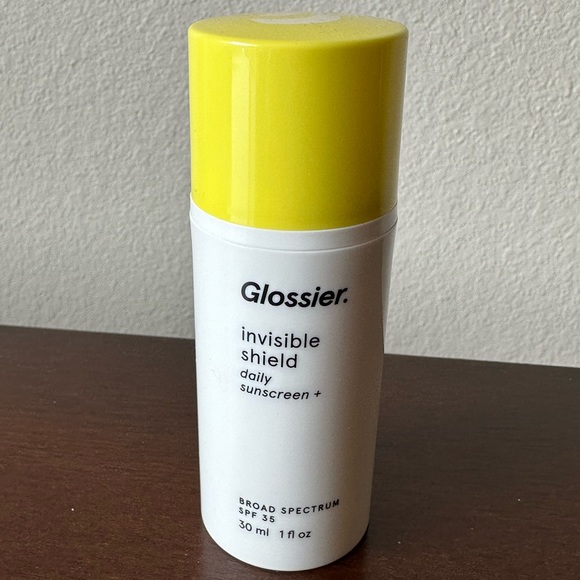 Glossier.
invisible
shield
daily
sunscreen +
BROAD SPECTRUM
SPF 35
30 ml 1 fl oz